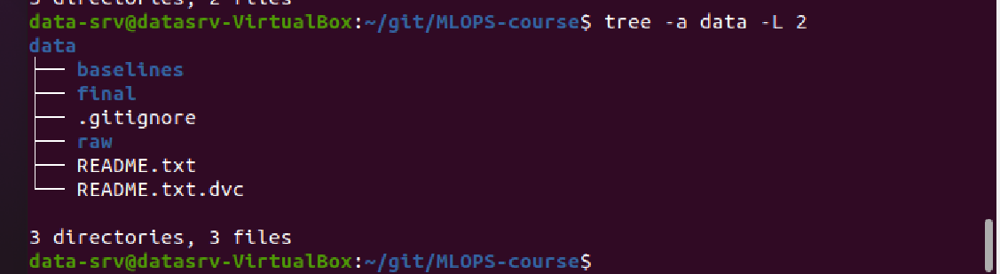 3 directories, 2 files
data-srv@datasrv-VirtualBox:~/git/MLOPS-course$ tree -a data -L 2
data
├── baselines
├── final
├── .gitignore
├── raw
├── README.txt
└── README.txt.dvc
3 directories, 3 files
data-srv@datasrv-VirtualBox:~/git/MLOPS-course$